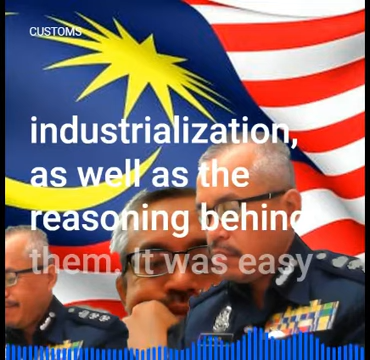 CUSTOMS
industrialization,
as well as the
reasoning behind
them. It was easy